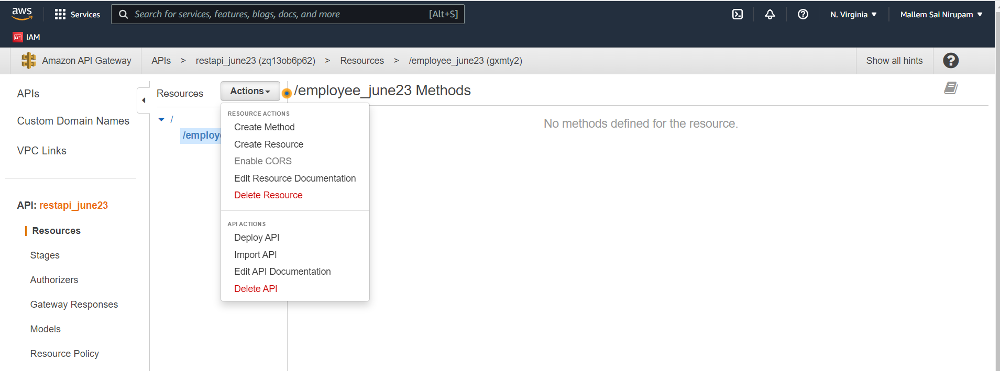 aws
Services
Search for services, features, blogs, docs, and more [Alt+S]
N. Virginia
Mallem Sai Nirupam
IAM
Amazon API Gateway
APIs > restapi_june23 (zq13ob6p62) > Resources > /employee_june23 (gxmty2)
Show all hints
?
APIs
Custom Domain Names
VPC Links
API: restapi_june23
Resources
Stages
Authorizers
Gateway Responses
Models
Resource Policy
Resources
Actions
/
/employe
RESOURCE ACTIONS
Create Method
Create Resource
Enable CORS
Edit Resource Documentation
Delete Resource
API ACTIONS
Deploy API
Import API
Edit API Documentation
Delete API
/employee_june23 Methods
No methods defined for the resource.